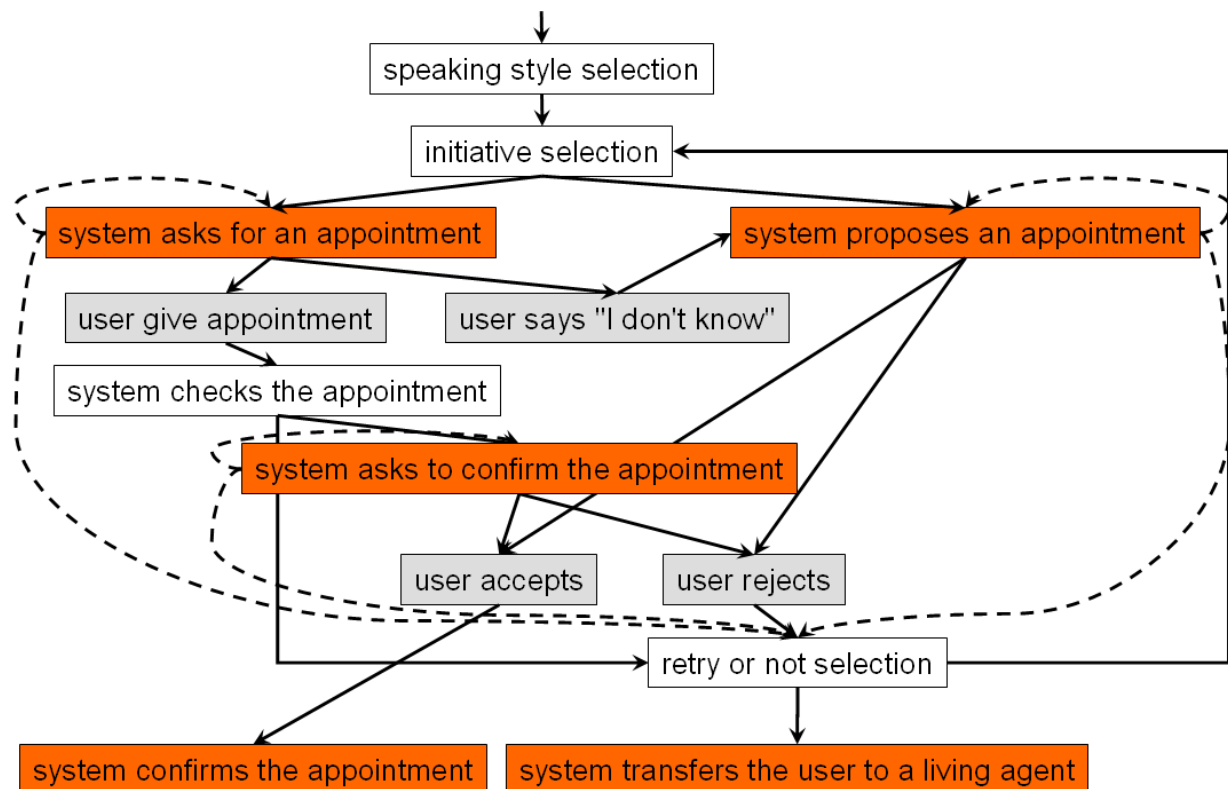 speaking style selection
initiative selection
system asks for an appointment
system proposes an appointment
user give appointment
user says "I don't know"
system checks the appointment
system asks to confirm the appointment
user accepts
user rejects
retry or not selection
system confirms the appointment
system transfers the user to a living agent